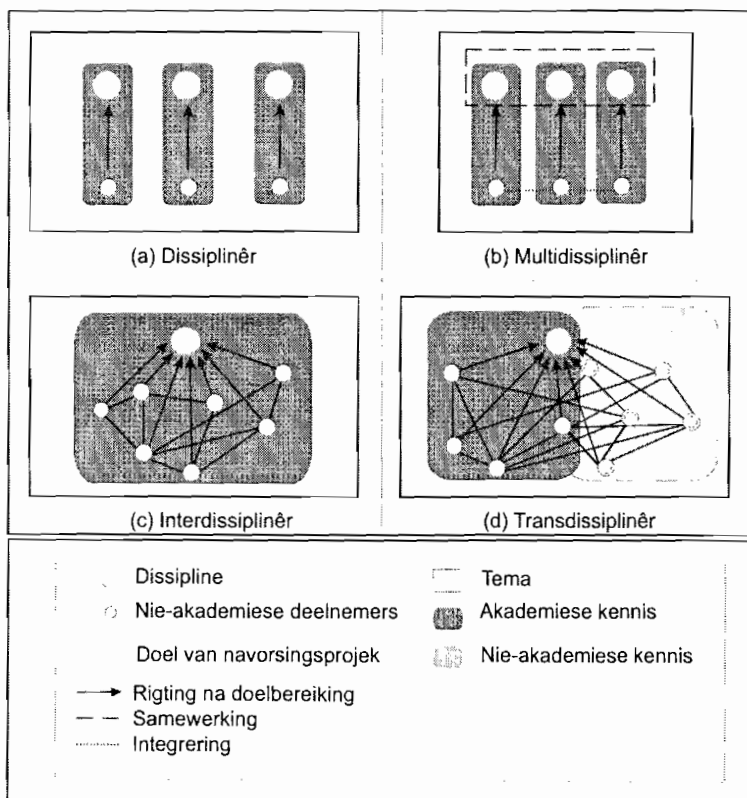 (a) Dissiplinêr
(b) Multidissiplinêr
(c) Interdissiplinêr
(d) Transdissiplinêr
Dissipline
Nie-akademiese deelnemers
Doel van navorsingsprojek
Rigting na doelbereiking
Samewerking
Integrering
Tema
Akademiese kennis
Nie-akademiese kennis